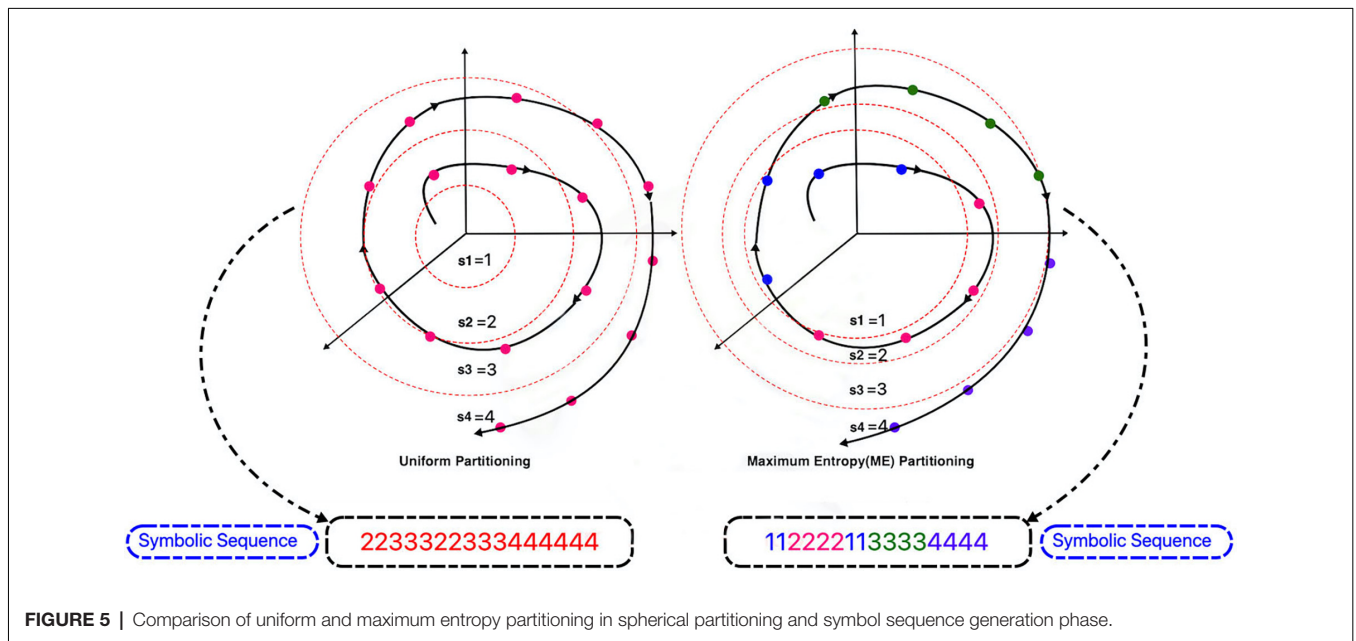 s1=1
s2=2
s3=3
s4=4
Uniform Partitioning
s1=1
s2=2
s3=3
s4=4
Maximum Entropy(ME) Partitioning
Symbolic Sequence
2233322333444444
1122221133334444
Symbolic Sequence
FIGURE 5 | Comparison of uniform and maximum entropy partitioning in spherical partitioning and symbol sequence generation phase.